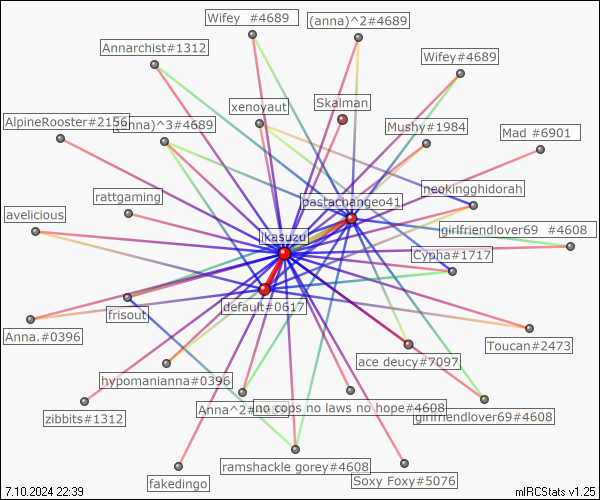 Wifey #4689
(anna)^2#4689
Annarchist#1312
Wifey#4689
xenoyaut
Skalman
AlpineRooster#2156
(anna)^3#4689
Mushy#1984
Mad #6901
neokingghidorah
rattgaming
pastachangeo41
avelicious
girlfriendlover69 #4608
ikasuzu
Cypha#1717
default#0617
frisout
Anna.#0396
Toucan#2473
ace deucy#7097
hypomanianna#0396
Anna^2#
no cops no laws no hope#4608
zibbits#1312
girlfriendlover69#4608
ramshackle gorey#4608
fakedingo
Soxy Foxy#5076
7.10.2024 22:39
mIRCStats v1.25